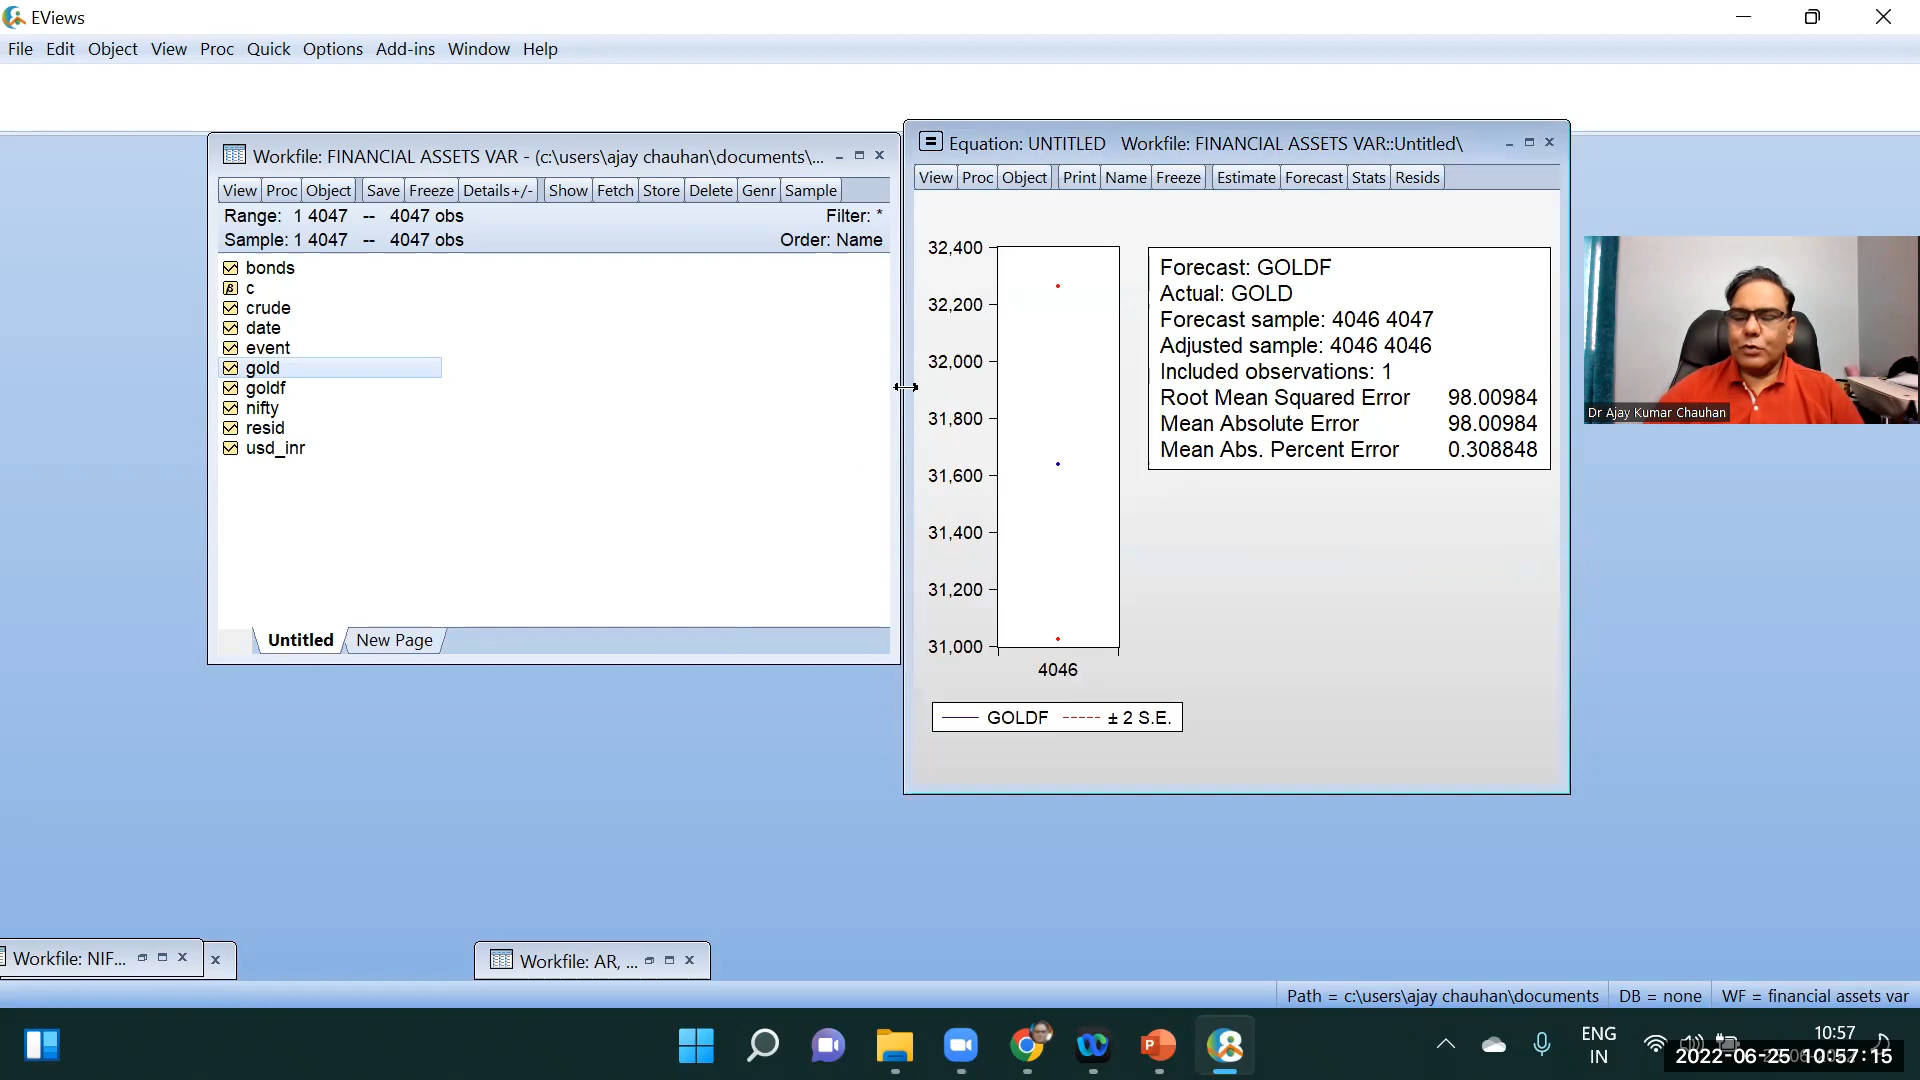 EViews
File Edit Object View Proc Quick Options Add-ins Window Help
Workfile: FINANCIAL ASSETS VAR - (c:\users\ajay chauhan\documents\...
View Proc Object Save Freeze Details+/- Show Fetch Store Delete Genr Sample
Range: 1 4047 -- 4047 obs Filter: *
Sample: 1 4047 -- 4047 obs Order: Name
bonds
β c
crude
date
event
gold
goldf
nifty
resid
usd_inr
Untitled New Page
Equation: UNTITLED Workfile: FINANCIAL ASSETS VAR::Untitled\
View Proc Object Print Name Freeze Estimate Forecast Stats Resids
32,400
32,200
32,000
31,800
31,600
31,400
31,200
31,000
4046
GOLDF ± 2 S.E.
Forecast: GOLDF
Actual: GOLD
Forecast sample: 4046 4047
Adjusted sample: 4046 4046
Included observations: 1
Root Mean Squared Error 98.00984
Mean Absolute Error 98.00984
Mean Abs. Percent Error 0.308848
Dr Ajay Kumar Chauhan
Workfile: NIF...
Workfile: AR, ...
Path = c:\users\ajay chauhan\documents DB = none WF = financial assets var
ENG
IN
10:57
2022-06-25 10:57:15